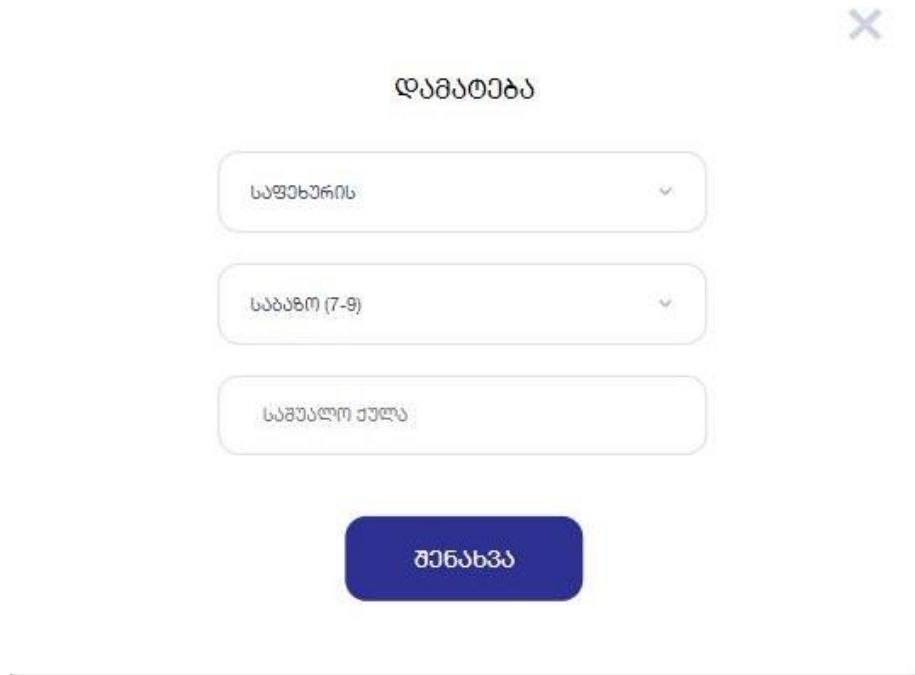 დამატება
საფეხურის
საბაზო (7-9)
საშუალო ქულა
შენახვა